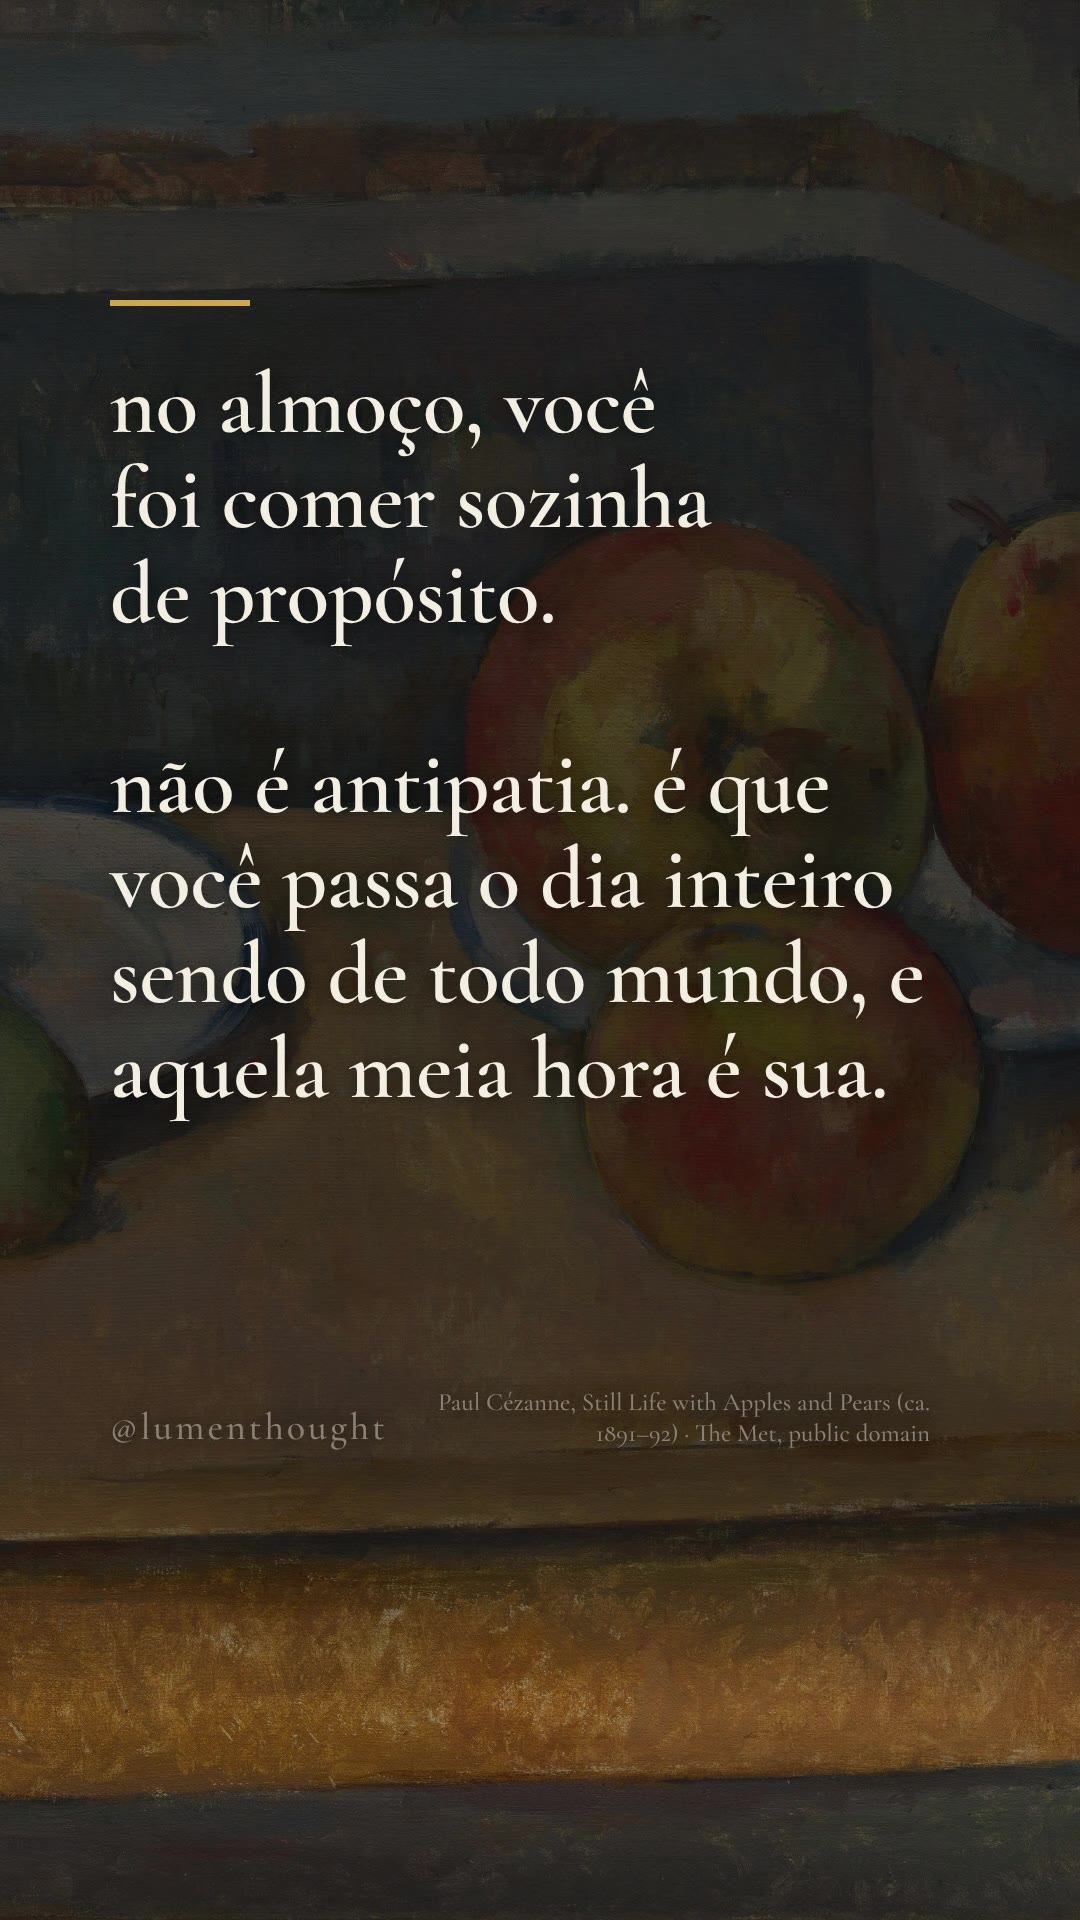 no almoço, você
foi comer sozinha
de propósito.
não é antipatia. é que
você passa o dia inteiro
sendo de todo mundo, e
aquela meia hora é sua.
@lumenthought
Paul Cézanne, Still Life with Apples and Pears (ca.
1891–92) · The Met, public domain